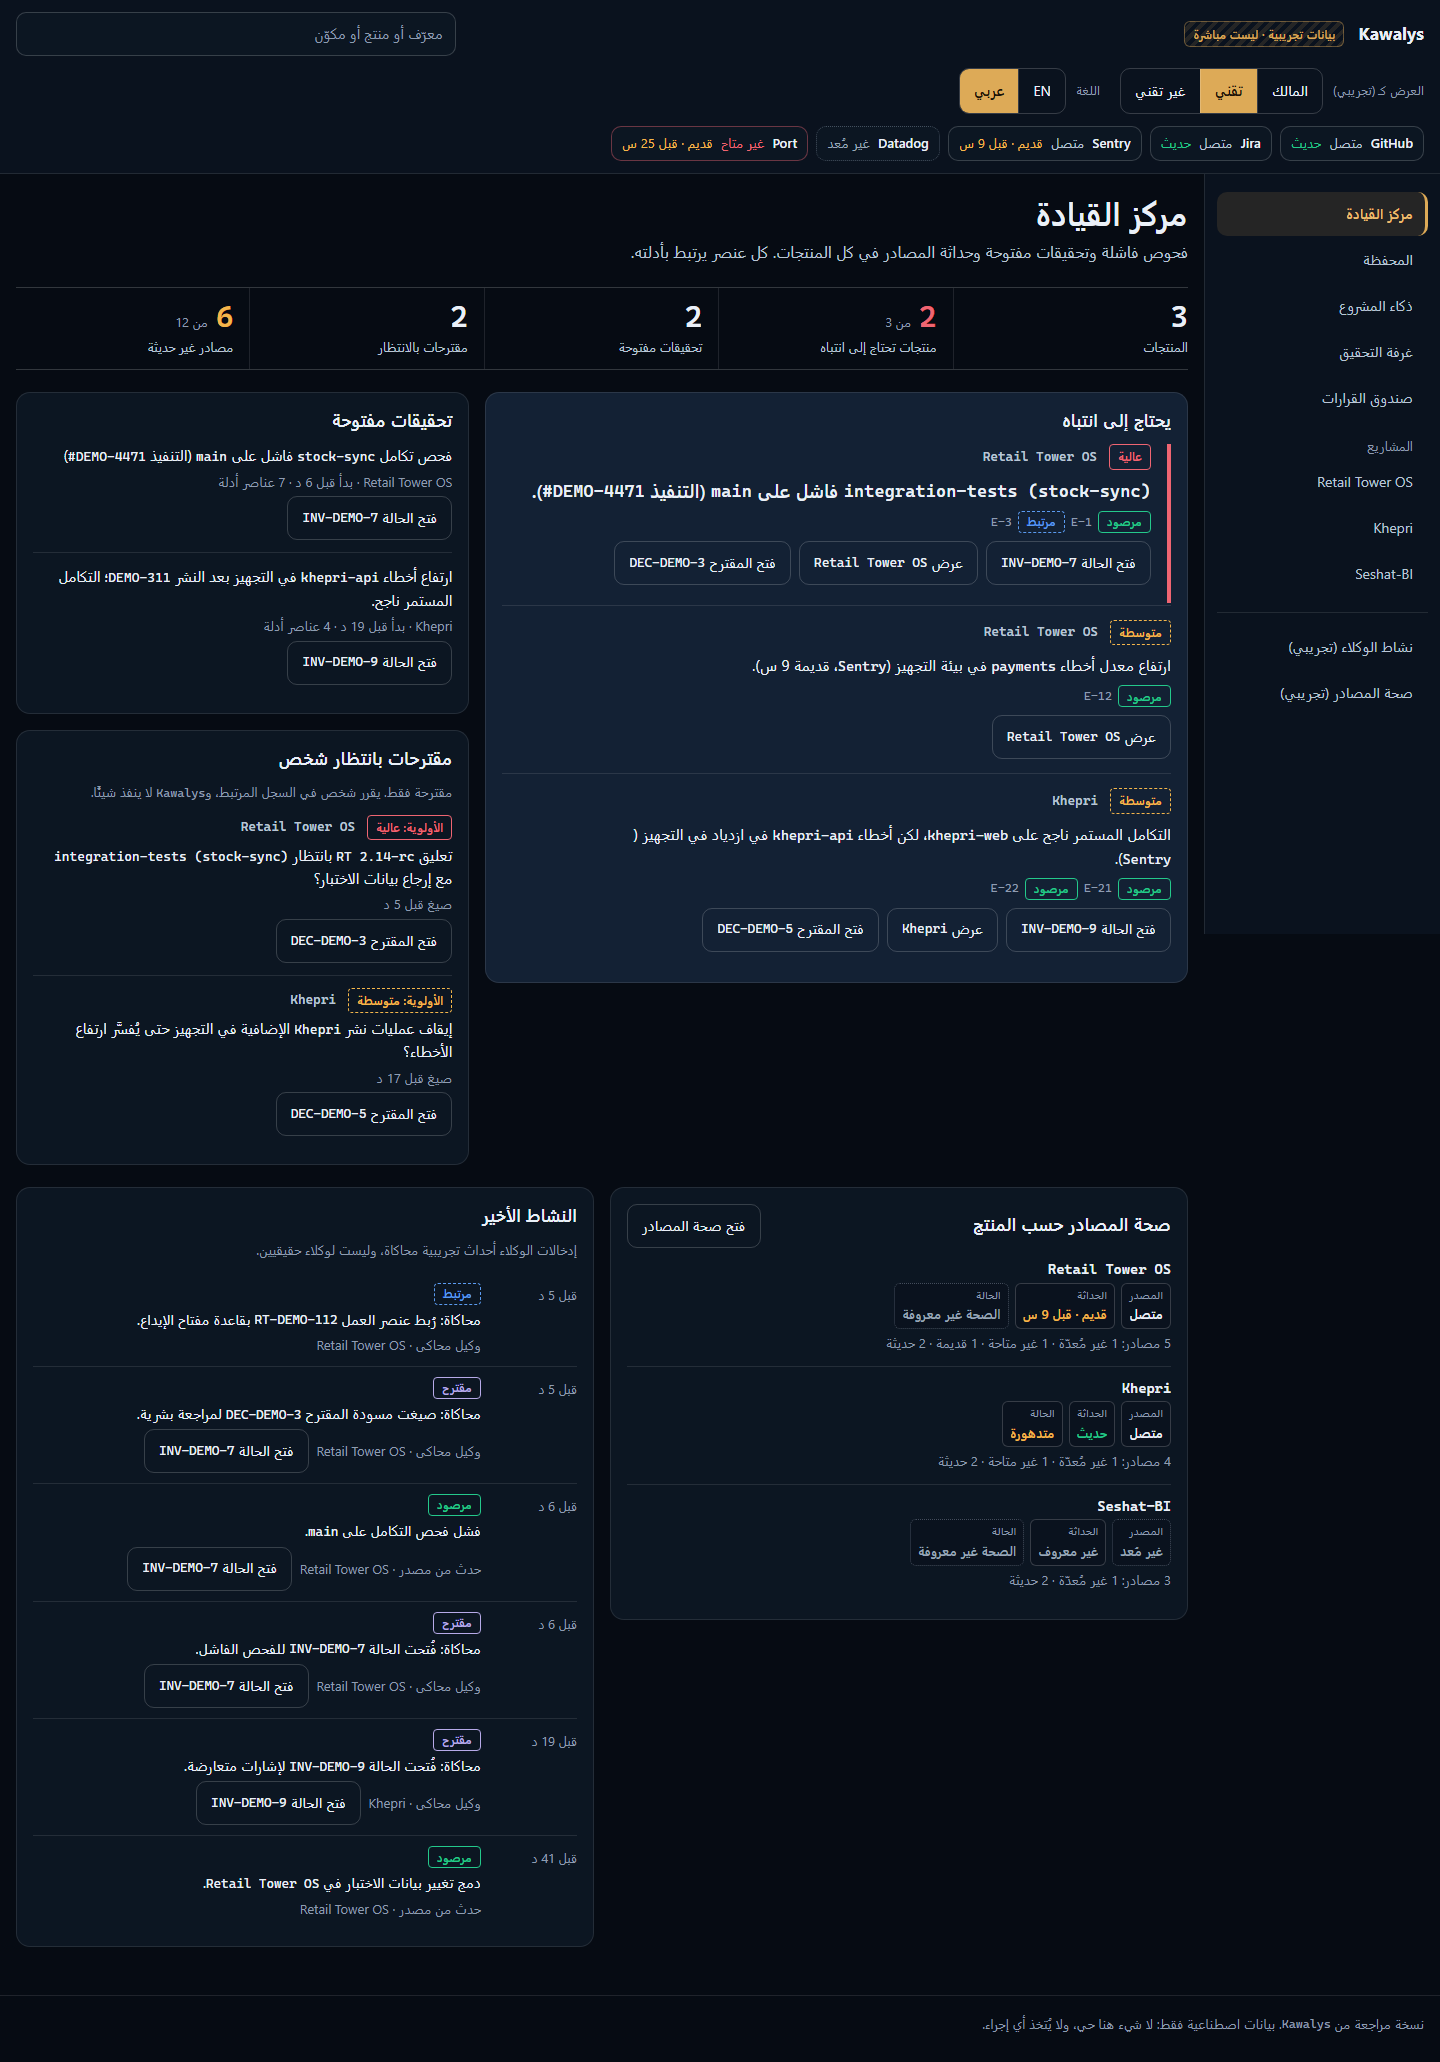 Kawalys
بيانات تجريبية · ليست مباشرة
معرّف أو منتج أو مكوّن
العرض كـ (تجريبي)
المالك
تقني
غير تقني
اللغة
EN
عربي
GitHub متصل حديث
Jira متصل حديث
Sentry متصل قديم · قبل 9 س
Datadog غير مُعد
Port غير متاح قديم · قبل 25 س
مركز القيادة
المحفظة
ذكاء المشروع
غرفة التحقيق
صندوق القرارات
المشاريع
Retail Tower OS
Khepri
Seshat-BI
نشاط الوكلاء (تجريبي)
صحة المصادر (تجريبي)
مركز القيادة
فحوص فاشلة وتحقيقات مفتوحة وحداثة المصادر في كل المنتجات. كل عنصر يرتبط بأدلته.
3
المنتجات
2 من 3
منتجات تحتاج إلى انتباه
2
تحقيقات مفتوحة
2
مقترحات بالانتظار
6 من 12
مصادر غير حديثة
يحتاج إلى انتباه
عالية Retail Tower OS
integration-tests (stock-sync) فاشل على main (التنفيذ DEMO-4471#).
مرصود E-1 مرتبط E-3
فتح الحالة INV-DEMO-7
عرض Retail Tower OS
فتح المقترح DEC-DEMO-3
متوسطة Retail Tower OS
ارتفاع معدل أخطاء payments في بيئة التجهيز (Sentry، قديمة 9 س).
مرصود E-12
عرض Retail Tower OS
متوسطة Khepri
التكامل المستمر ناجح على khepri-web، لكن أخطاء khepri-api في ازدياد في التجهيز (
Sentry).
مرصود E-21 مرصود E-22
فتح الحالة INV-DEMO-9
عرض Khepri
فتح المقترح DEC-DEMO-5
تحقيقات مفتوحة
فحص تكامل stock-sync فاشل على main (التنفيذ DEMO-4471#)
Retail Tower OS · بدأ قبل 6 د · 7 عناصر أدلة
فتح الحالة INV-DEMO-7
ارتفاع أخطاء khepri-api في التجهيز بعد النشر DEMO-311؛ التكامل
المستمر ناجح.
Khepri · بدأ قبل 19 د · 4 عناصر أدلة
فتح الحالة INV-DEMO-9
مقترحات بانتظار شخص
مقترحة فقط. يقرر شخص في السجل المرتبط، وKawalys لا ينفذ شيئًا.
الأولوية: عالية Retail Tower OS
تعليق RT 2.14-rc بانتظار integration-tests (stock-sync)
مع إرجاع بيانات الاختبار؟
صيغ قبل 5 د
فتح المقترح DEC-DEMO-3
الأولوية: متوسطة Khepri
إيقاف عمليات نشر Khepri الإضافية في التجهيز حتى يُفسَّر ارتفاع
الأخطاء؟
صيغ قبل 17 د
فتح المقترح DEC-DEMO-5
صحة المصادر حسب المنتج
فتح صحة المصادر
Retail Tower OS
المصدر الحداثة الحالة
متصل قديم · قبل 9 س الصحة غير معروفة
5 مصادر: 1 غير مُعدّة · 1 غير متاحة · 1 قديمة · 2 حديثة
Khepri
المصدر الحداثة الحالة
متصل حديث متدهورة
4 مصادر: 1 غير مُعدّة · 1 غير متاحة · 2 حديثة
Seshat-BI
المصدر الحداثة الحالة
غير مُعد غير معروف الصحة غير معروفة
3 مصادر: 1 غير مُعدّة · 2 حديثة
النشاط الأخير
إدخالات الوكلاء أحداث تجريبية محاكاة، وليست لوكلاء حقيقيين.
قبل 5 د مرتبط
محاكاة: رُبط عنصر العمل RT-DEMO-112 بقاعدة مفتاح الإيداع.
وكيل محاكى · Retail Tower OS
قبل 5 د مقترح
محاكاة: صيغت مسودة المقترح DEC-DEMO-3 لمراجعة بشرية.
وكيل محاكى · Retail Tower OS فتح الحالة INV-DEMO-7
قبل 6 د مرصود
فشل فحص التكامل على main.
حدث من مصدر · Retail Tower OS فتح الحالة INV-DEMO-7
قبل 6 د مقترح
محاكاة: فُتحت الحالة INV-DEMO-7 للفحص الفاشل.
وكيل محاكى · Retail Tower OS فتح الحالة INV-DEMO-7
قبل 19 د مقترح
محاكاة: فُتحت الحالة INV-DEMO-9 لإشارات متعارضة.
وكيل محاكى · Khepri فتح الحالة INV-DEMO-9
قبل 41 د مرصود
دمج تغيير بيانات الاختبار في Retail Tower OS.
حدث من مصدر · Retail Tower OS
نسخة مراجعة من Kawalys. بيانات اصطناعية فقط: لا شيء هنا حي، ولا يُتخذ أي إجراء.